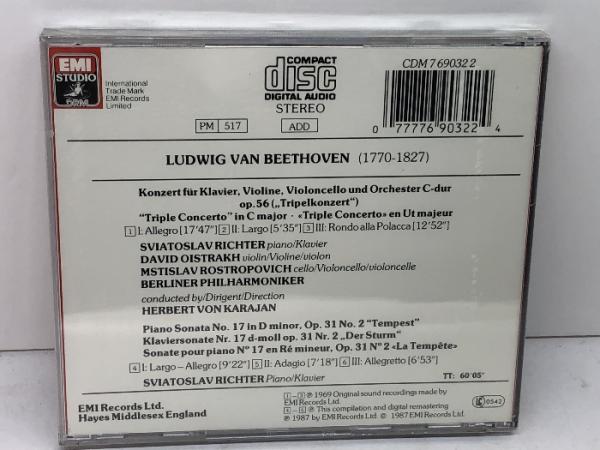 EMI
STUDIO
International
Trade Mark
EMI Records
Limited
COMPACT
disc
DIGITAL AUDIO
STEREO
PM 517 ADD
CDM 7 69032 2
0 77776 90322 4
LUDWIG VAN BEETHOVEN (1770-1827)
Konzert für Klavier, Violine, Violoncello und Orchester C-dur
op.56 („Tripelkonzert”)
“Triple Concerto” in C major · «Triple Concerto» en Ut majeur
1 I: Allegro [17'47"] 2 II: Largo [5'35"] 3 III: Rondo alla Polacca [12'52"]
SVIATOSLAV RICHTER piano/Klavier
DAVID OISTRAKH violin/Violine/violon
MSTISLAV ROSTROPOVICH cello/Violoncello/violoncelle
BERLINER PHILHARMONIKER
conducted by/Dirigent/Direction
HERBERT VON KARAJAN
Piano Sonata No. 17 in D minor, Op. 31 No. 2 “Tempest”
Klaviersonate Nr. 17 d-moll op. 31 Nr. 2 „Der Sturm”
Sonate pour piano Nº 17 en Ré mineur, Op. 31 Nº 2 «La Tempête»
4 I: Largo – Allegro [9'22"] 5 II: Adagio [7'18"] 6 III: Allegretto [6'53"]
SVIATOSLAV RICHTER Piano/Klavier
TT: 60'05"
EMI Records Ltd.
Hayes Middlesex England
1 – 3 ℗ 1969 Original sound recordings made by
EMI Records Ltd.
4 – 6 ℗ This compilation and digital remastering
℗ 1987 by EMI Records Ltd. © 1987 EMI Records Ltd.
0542